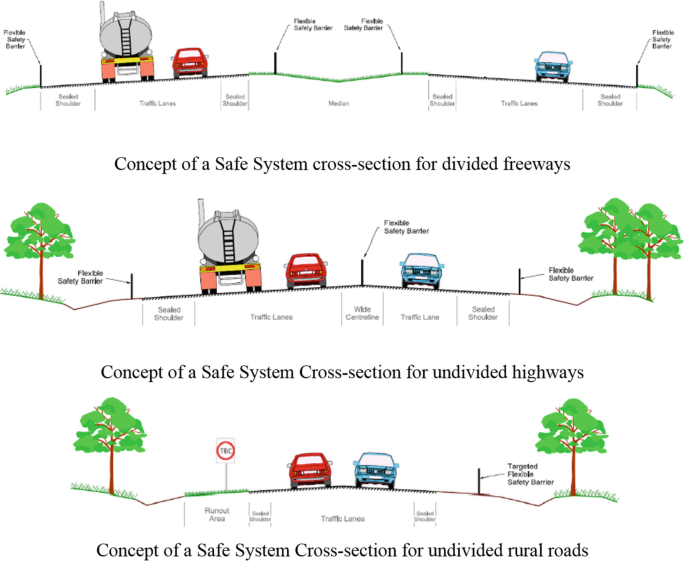 Flexible
Safety
Barrier
Flexible
Safety Barrier
Flexible
Safety Barrier
Flexible
Safety
Barrier
Sealed
Shoulder
Traffic Lanes
Sealed
Shoulder
Median
Sealed
Shoulder
Traffic Lanes
Sealed
Shoulder
Concept of a Safe System cross-section for divided freeways
Flexible
Safety Barrier
Flexible
Safety Barrier
Flexible
Safety Barrier
Sealed
Shoulder
Traffic Lanes
Wide
Centreline
Traffic Lane
Sealed
Shoulder
Concept of a Safe System Cross-section for undivided highways
TBC
Targeted
Flexible
Safety Barrier
Runout
Area
Sealed
Shoulder
Traffic Lanes
Sealed
Shoulder
Concept of a Safe System Cross-section for undivided rural roads